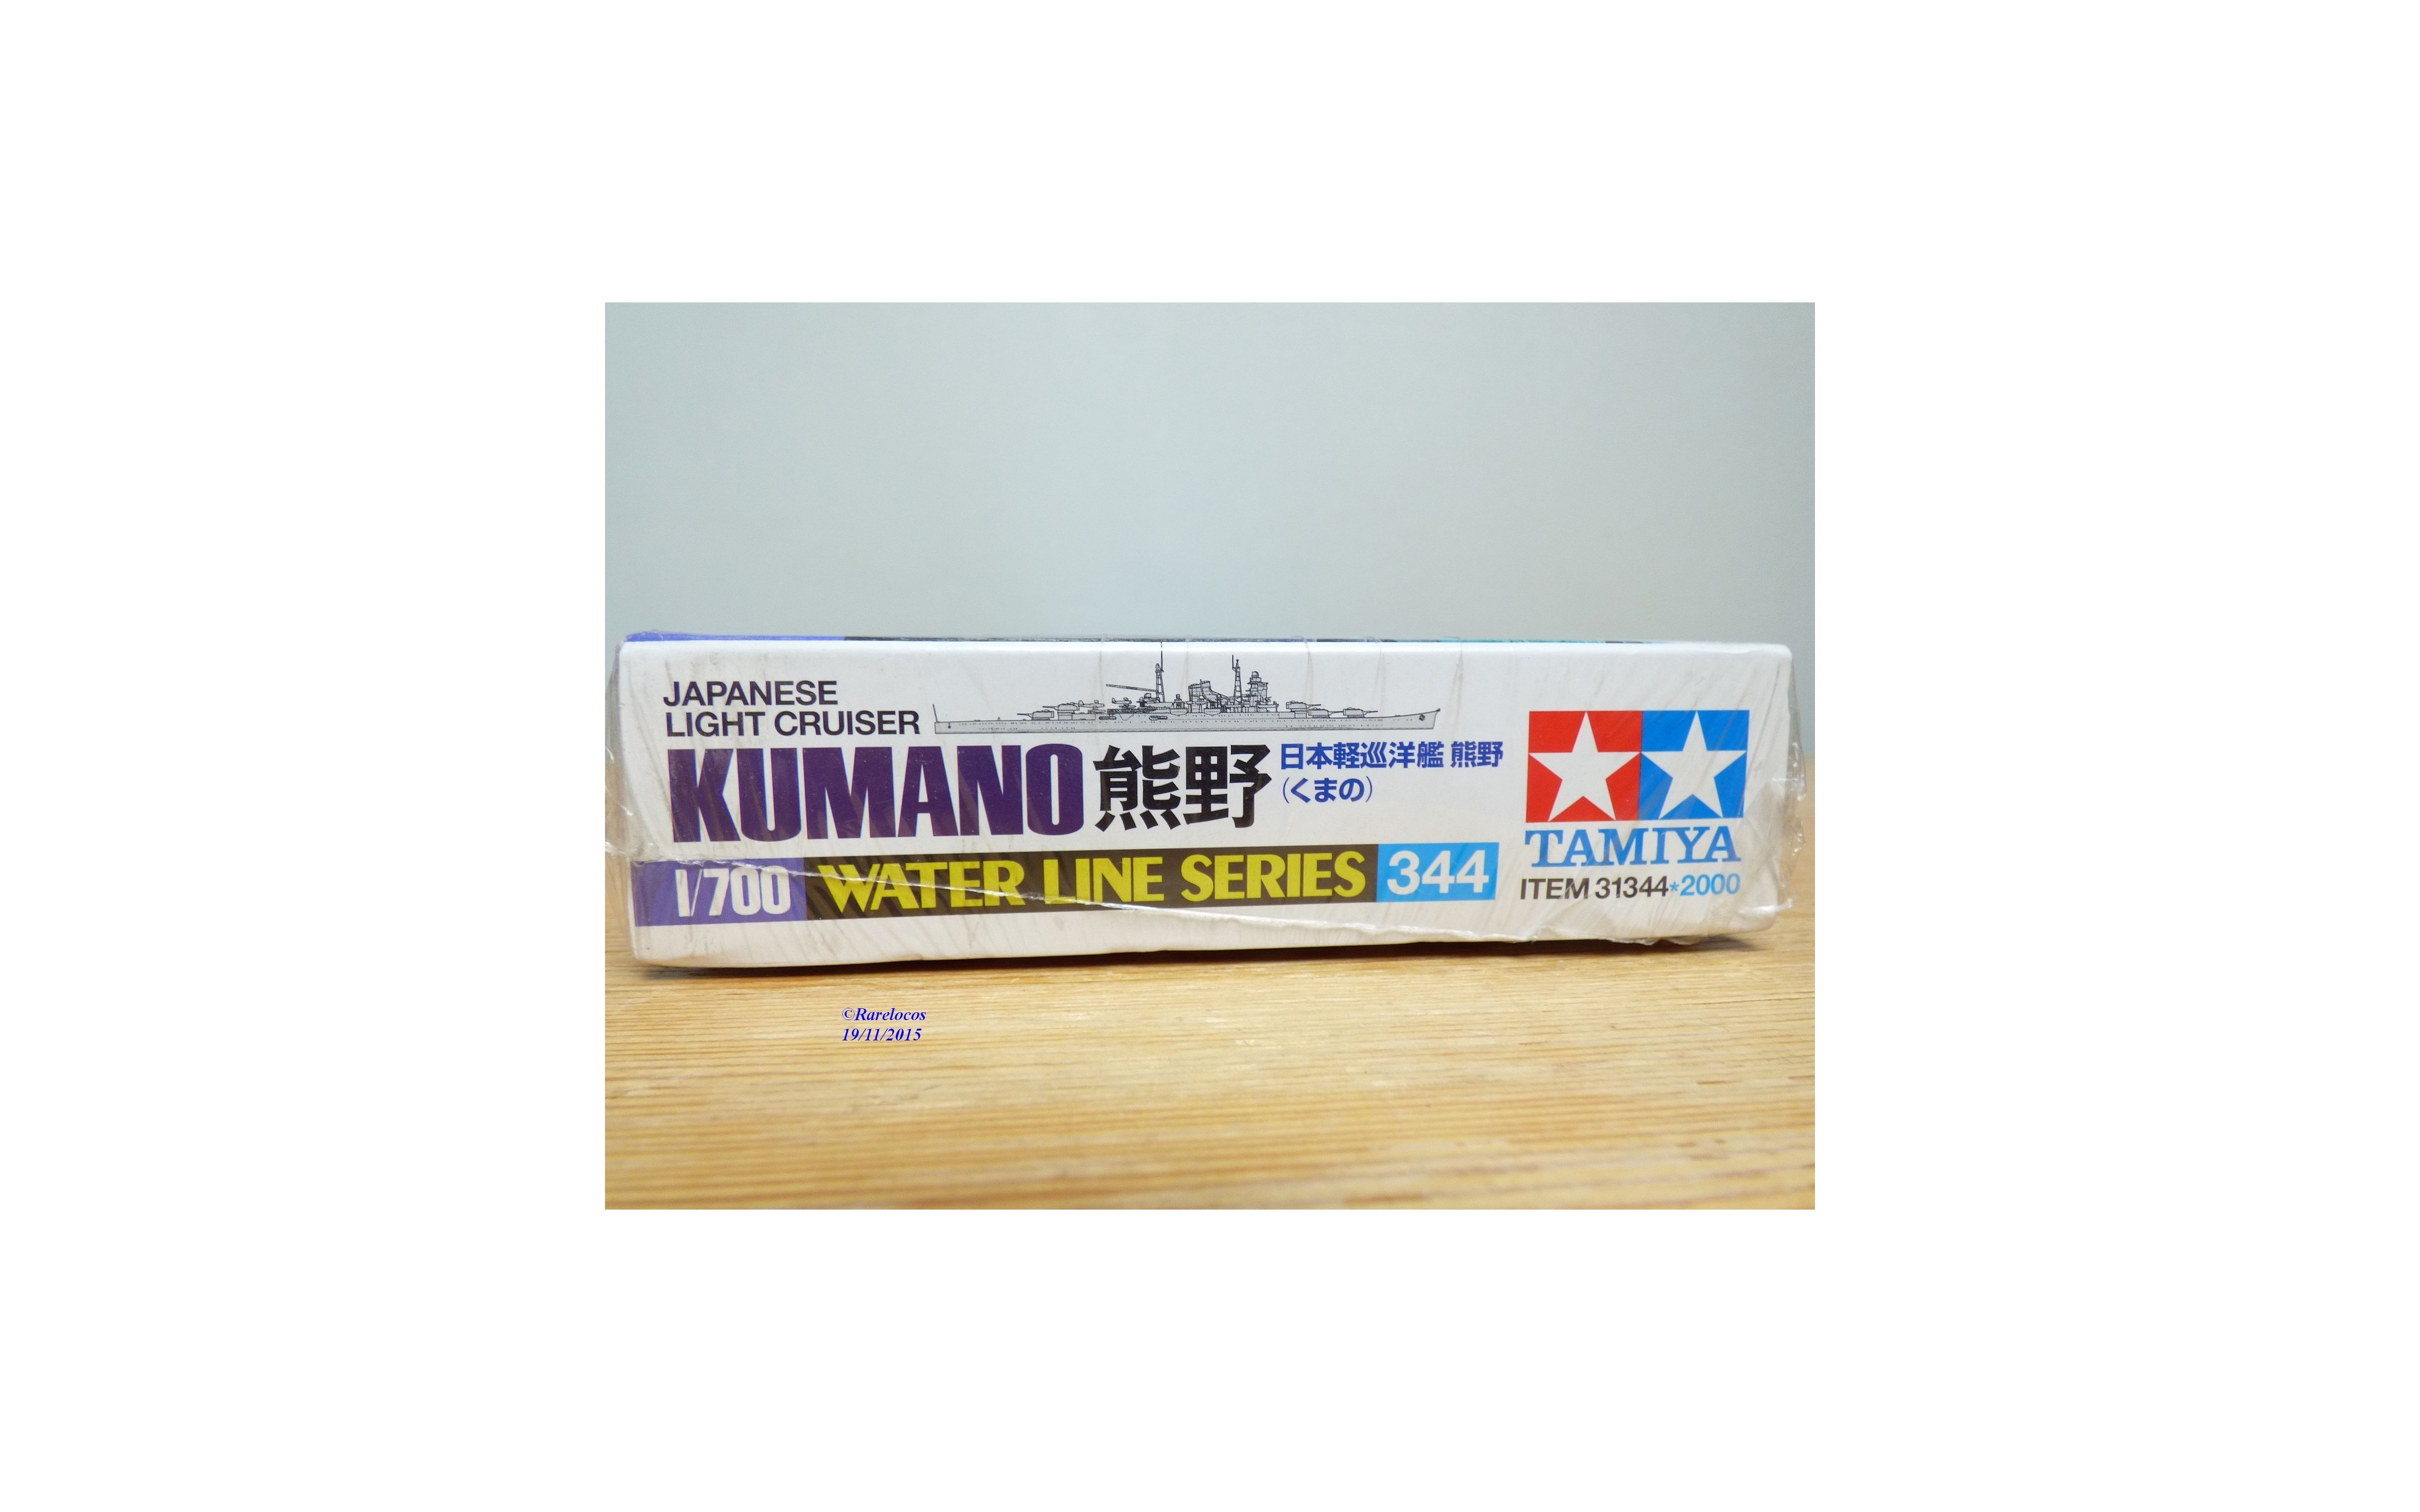 JAPANESE
LIGHT CRUISER
KUMANO 熊野
日本軽巡洋艦 熊野
(くまの)
1/700 WATER LINE SERIES 344
TAMIYA
ITEM 31344*2000
©Rarelocos
19/11/2015